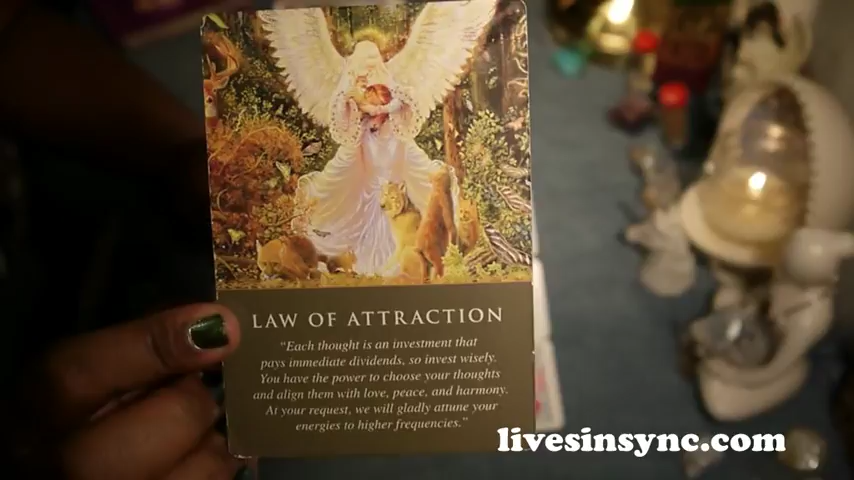 LAW OF ATTRACTION
"Each thought is an investment that
pays immediate dividends, so invest wisely.
You have the power to choose your thoughts
and align them with love, peace, and harmony.
At your request, we will gladly attune your
energies to higher frequencies."
livesinsync.com